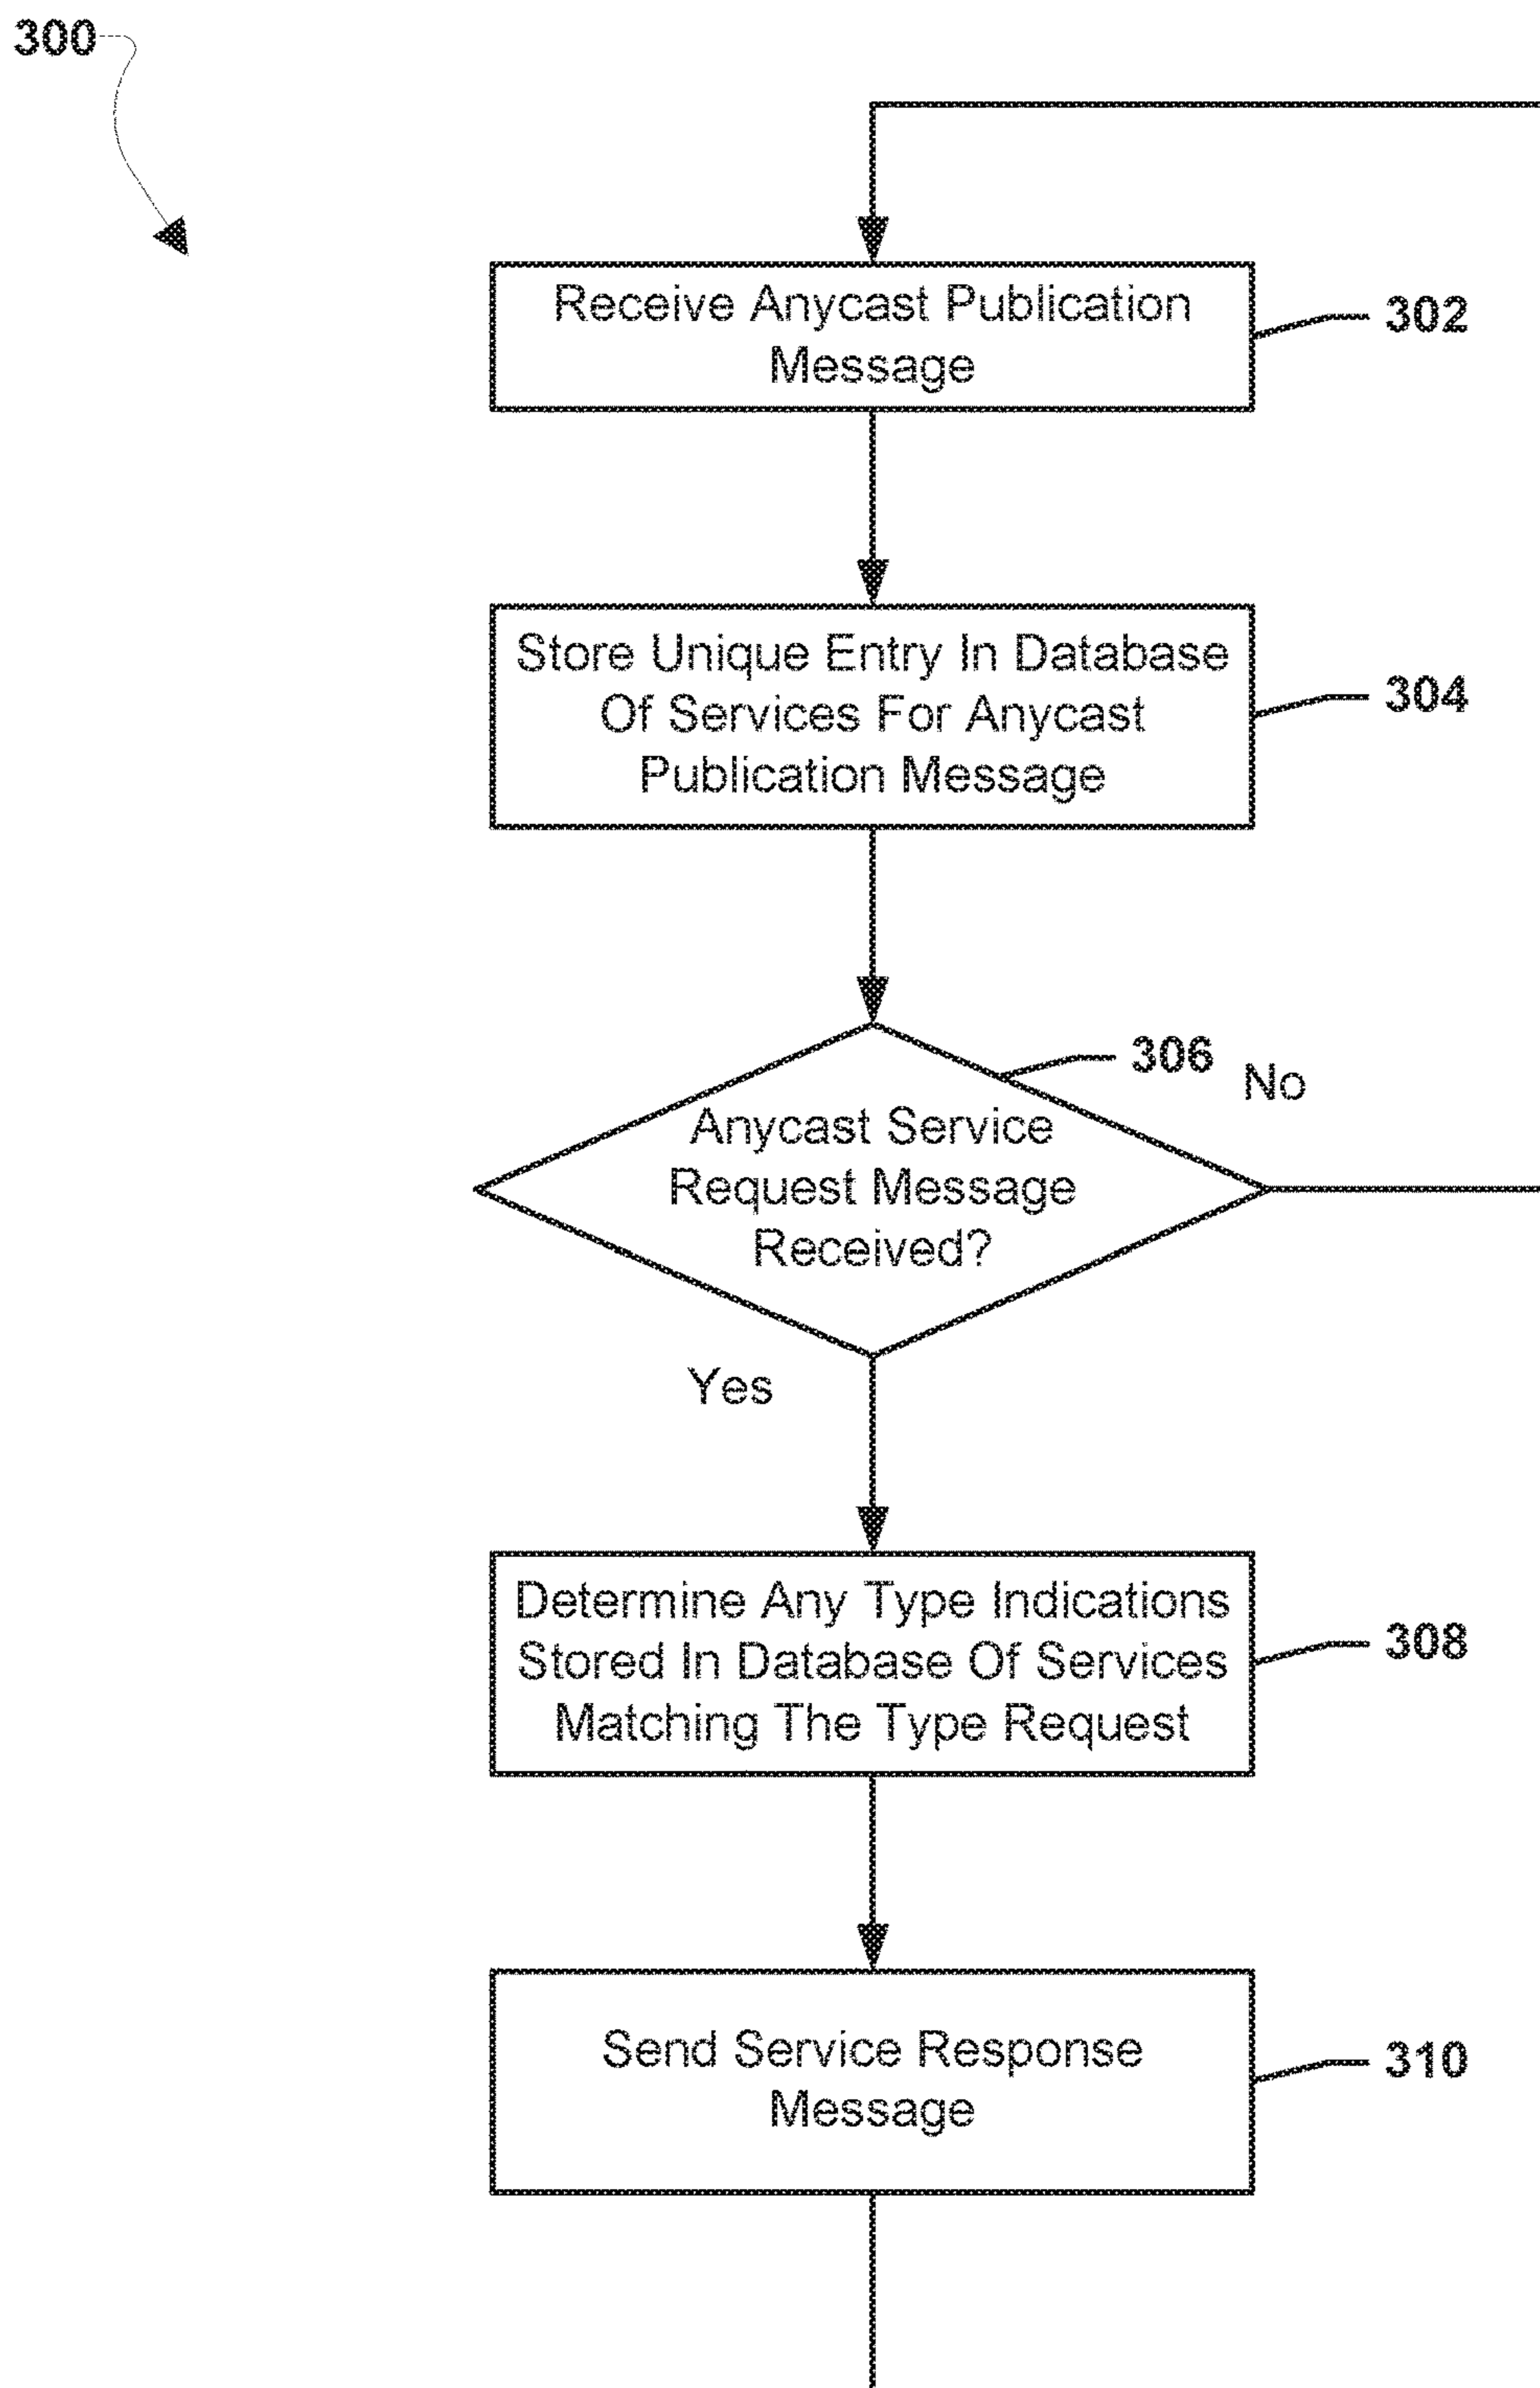 300
Receive Anycast Publication
Message
302
Store Unique Entry In Database
Of Services For Anycast
Publication Message
304
306
No
Anycast Service
Request Message
Received?
Yes
Determine Any Type Indications
Stored In Database Of Services
Matching The Type Request
308
Send Service Response
Message
310